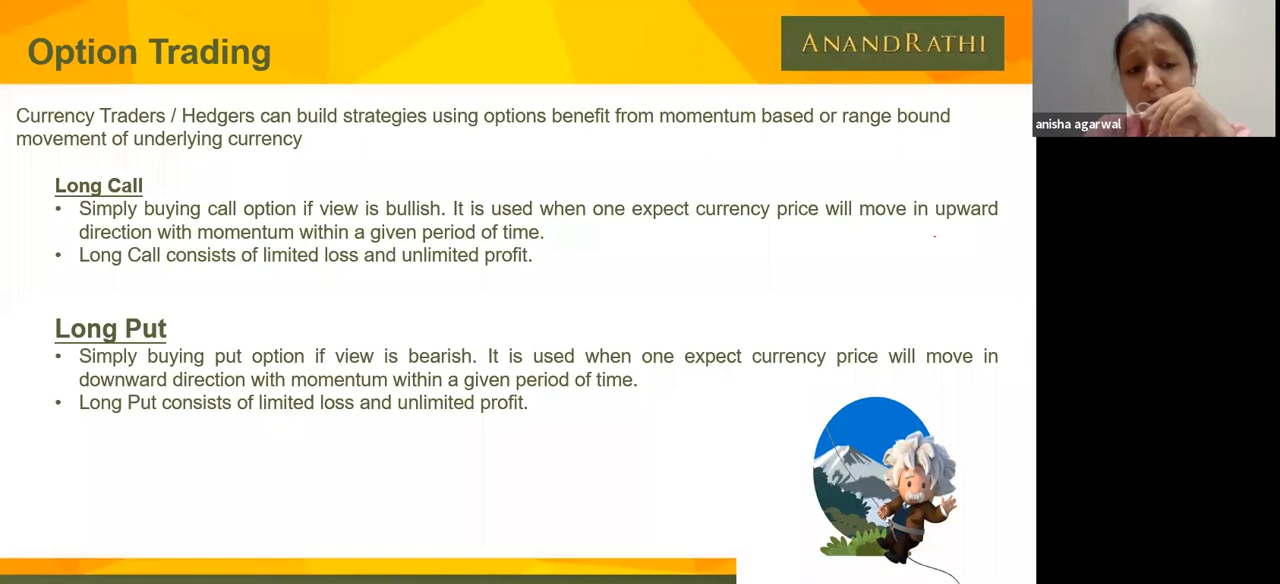 Option Trading
ANANDRATHI
anisha agarwal
Currency Traders / Hedgers can build strategies using options benefit from momentum based or range bound
movement of underlying currency
Long Call
• Simply buying call option if view is bullish. It is used when one expect currency price will move in upward
direction with momentum within a given period of time.
• Long Call consists of limited loss and unlimited profit.
Long Put
• Simply buying put option if view is bearish. It is used when one expect currency price will move in
downward direction with momentum within a given period of time.
• Long Put consists of limited loss and unlimited profit.